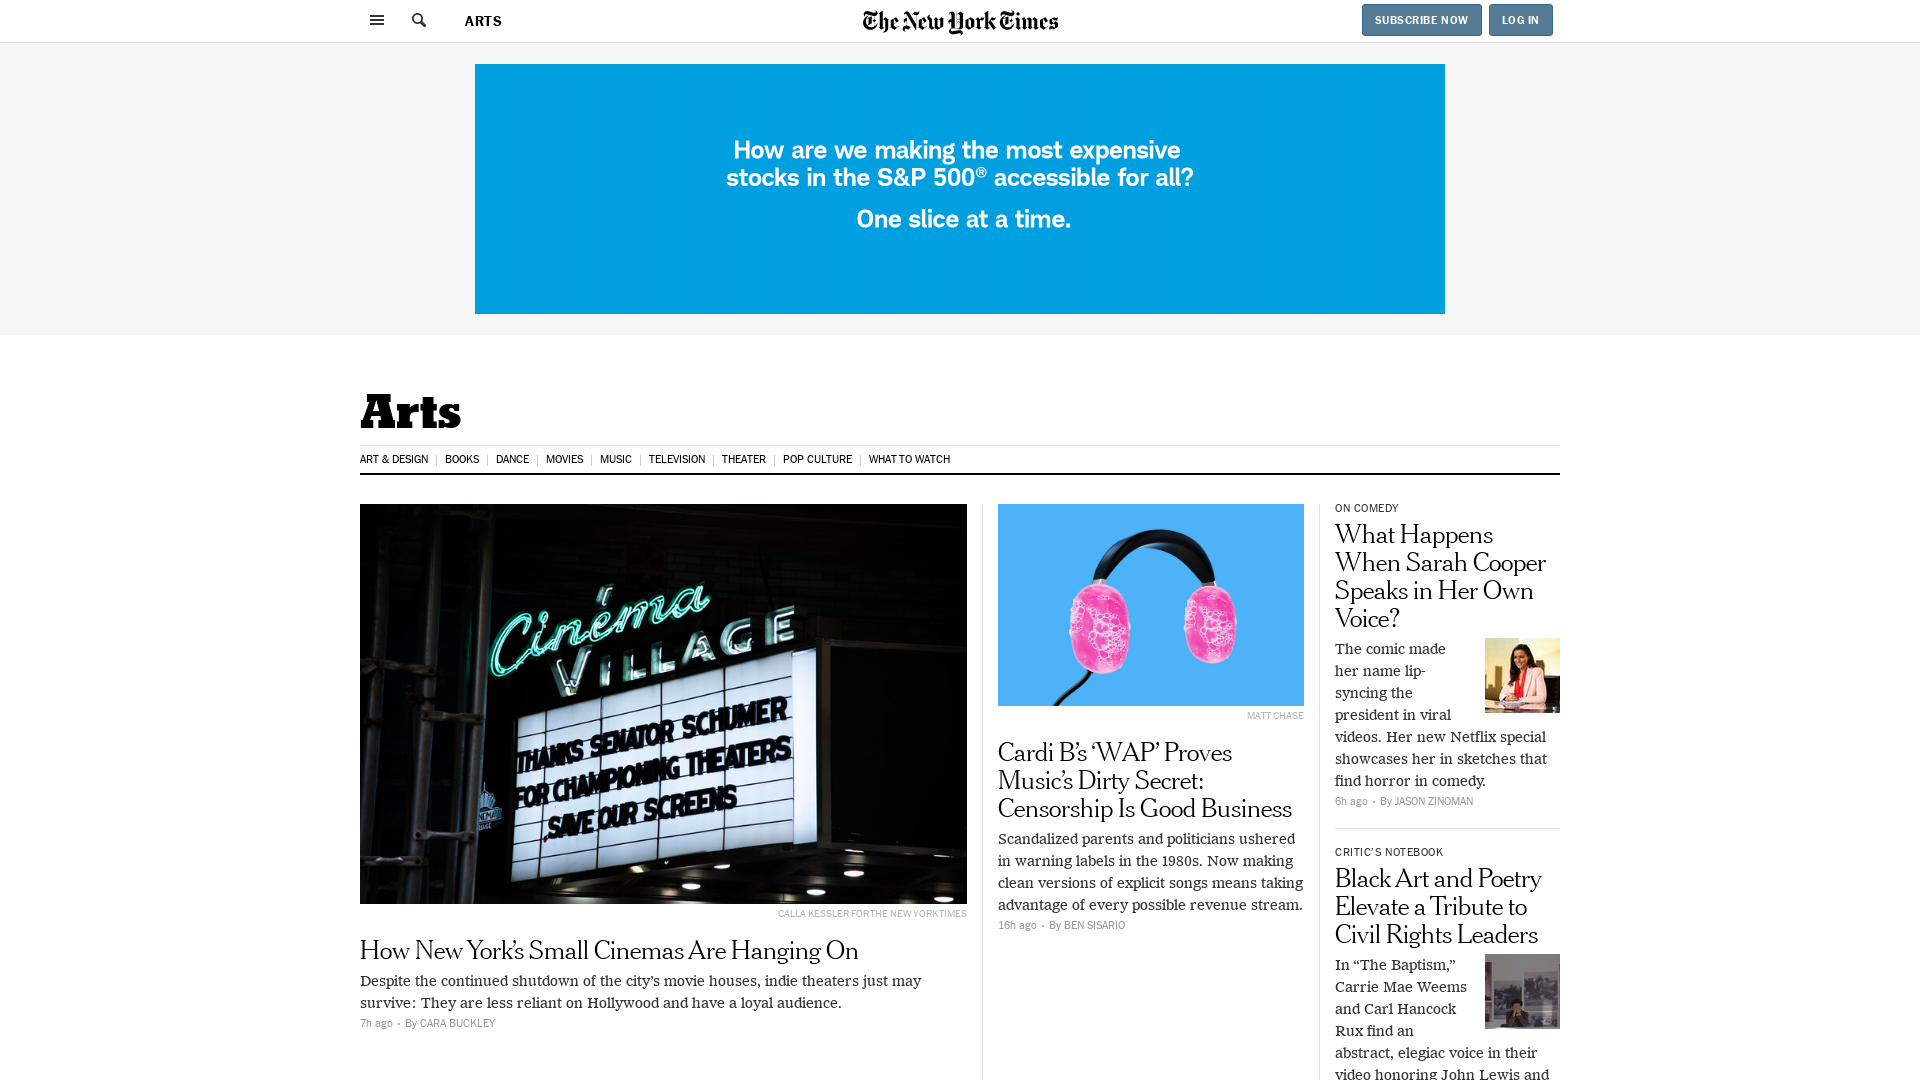 ARTS
The New York Times
SUBSCRIBE NOW
LOG IN
How are we making the most expensive
stocks in the S&P 500® accessible for all?
One slice at a time.
Arts
ART & DESIGN
BOOKS
DANCE
MOVIES
MUSIC
TELEVISION
THEATER
POP CULTURE
WHAT TO WATCH
Cinema
VILLAGE
THANKS SENATOR SCHUMER
FOR CHAMPIONING THEATERS
SAVE OUR SCREENS
CALLA KESSLER FOR THE NEW YORK TIMES
How New York’s Small Cinemas Are Hanging On
Despite the continued shutdown of the city’s movie houses, indie theaters just may
survive: They are less reliant on Hollywood and have a loyal audience.
7h ago • By CARA BUCKLEY
MATT CHASE
Cardi B’s ‘WAP’ Proves
Music’s Dirty Secret:
Censorship Is Good Business
Scandalized parents and politicians ushered
in warning labels in the 1980s. Now making
clean versions of explicit songs means taking
advantage of every possible revenue stream.
16h ago • By BEN SISARIO
ON COMEDY
What Happens
When Sarah Cooper
Speaks in Her Own
Voice?
The comic made
her name lip-
syncing the
president in viral
videos. Her new Netflix special
showcases her in sketches that
find horror in comedy.
6h ago • By JASON ZINOMAN
CRITIC’S NOTEBOOK
Black Art and Poetry
Elevate a Tribute to
Civil Rights Leaders
In “The Baptism,”
Carrie Mae Weems
and Carl Hancock
Rux find an
abstract, elegiac voice in their
video honoring John Lewis and